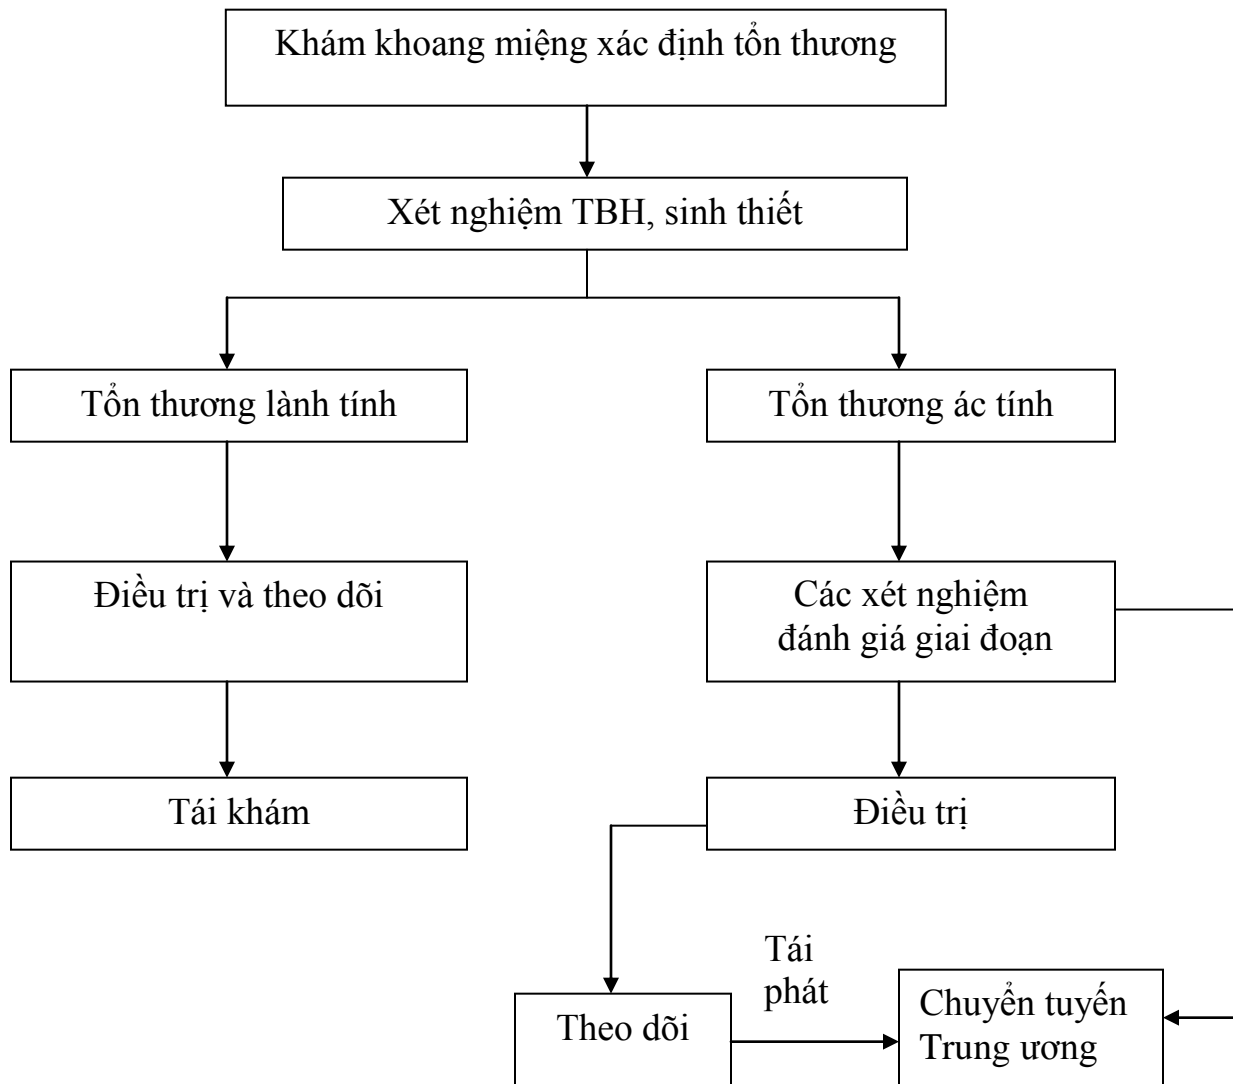 Khám khoang miệng xác định tổn thương
Xét nghiệm TBH, sinh thiết
Tổn thương lành tính
Tổn thương ác tính
Điều trị và theo dõi
Các xét nghiệm
đánh giá giai đoạn
Tái khám
Điều trị
Tái
phát
Theo dõi
Chuyển tuyến
Trung ương